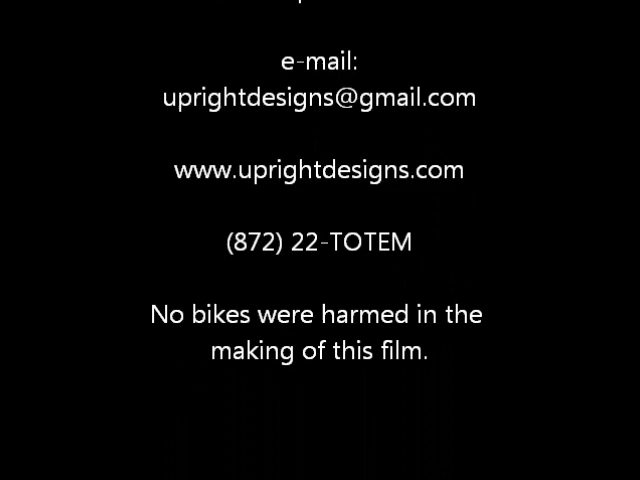 e-mail:
uprightdesigns@gmail.com
www.uprightdesigns.com
(872) 22-TOTEM
No bikes were harmed in the
making of this film.